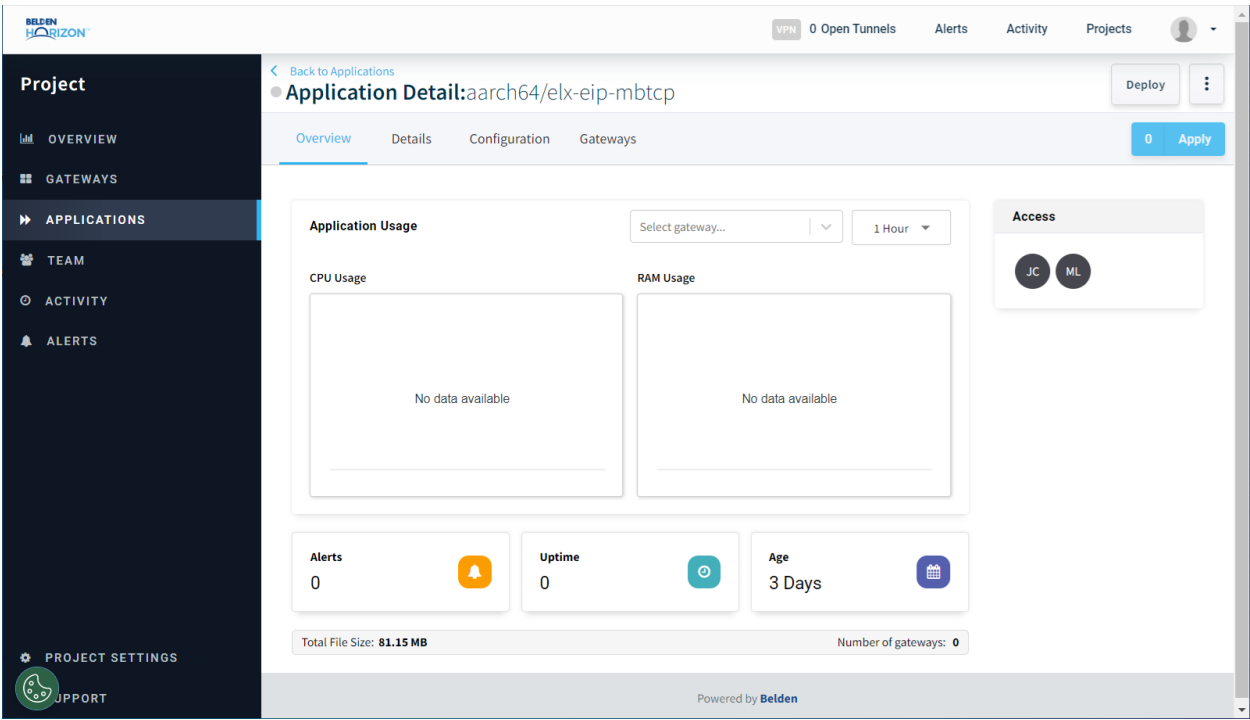 BELDEN
HORIZON™
VPN 0 Open Tunnels Alerts Activity Projects
Project
OVERVIEW
GATEWAYS
APPLICATIONS
TEAM
ACTIVITY
ALERTS
PROJECT SETTINGS
UPPORT
Back to Applications
Application Detail:aarch64/elx-eip-mbtcp
Deploy
Overview Details Configuration Gateways
0 Apply
Application Usage
Select gateway...
1 Hour
CPU Usage
No data available
RAM Usage
No data available
Access
JC ML
Alerts
0
Uptime
0
Age
3 Days
Total File Size: 81.15 MB
Number of gateways: 0
Powered by Belden